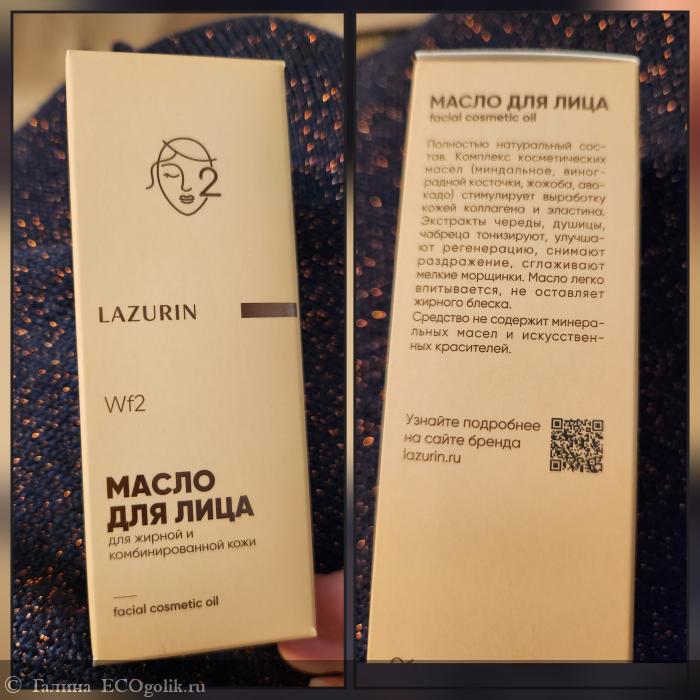 2
LAZURIN
Wf2
МАСЛО
ДЛЯ ЛИЦА
для жирной и
комбинированной кожи
facial cosmetic oil
МАСЛО ДЛЯ ЛИЦА
facial cosmetic oil
Полностью натуральный сос-
тав. Комплекс косметических
масел (миндальное, виног-
радной косточки, жожоба, аво-
кадо) стимулирует выработку
кожей коллагена и эластина.
Экстракты череды, душицы,
чабреца тонизируют, улучша-
ют регенерацию, снимают
раздражение, сглаживают
мелкие морщинки. Масло легко
впитывается, не оставляет
жирного блеска.
Средство не содержит минера-
льных масел и искусствен-
ных красителей.
Узнайте подробнее
на сайте бренда
lazurin.ru
© Галина ECOgolik.ru